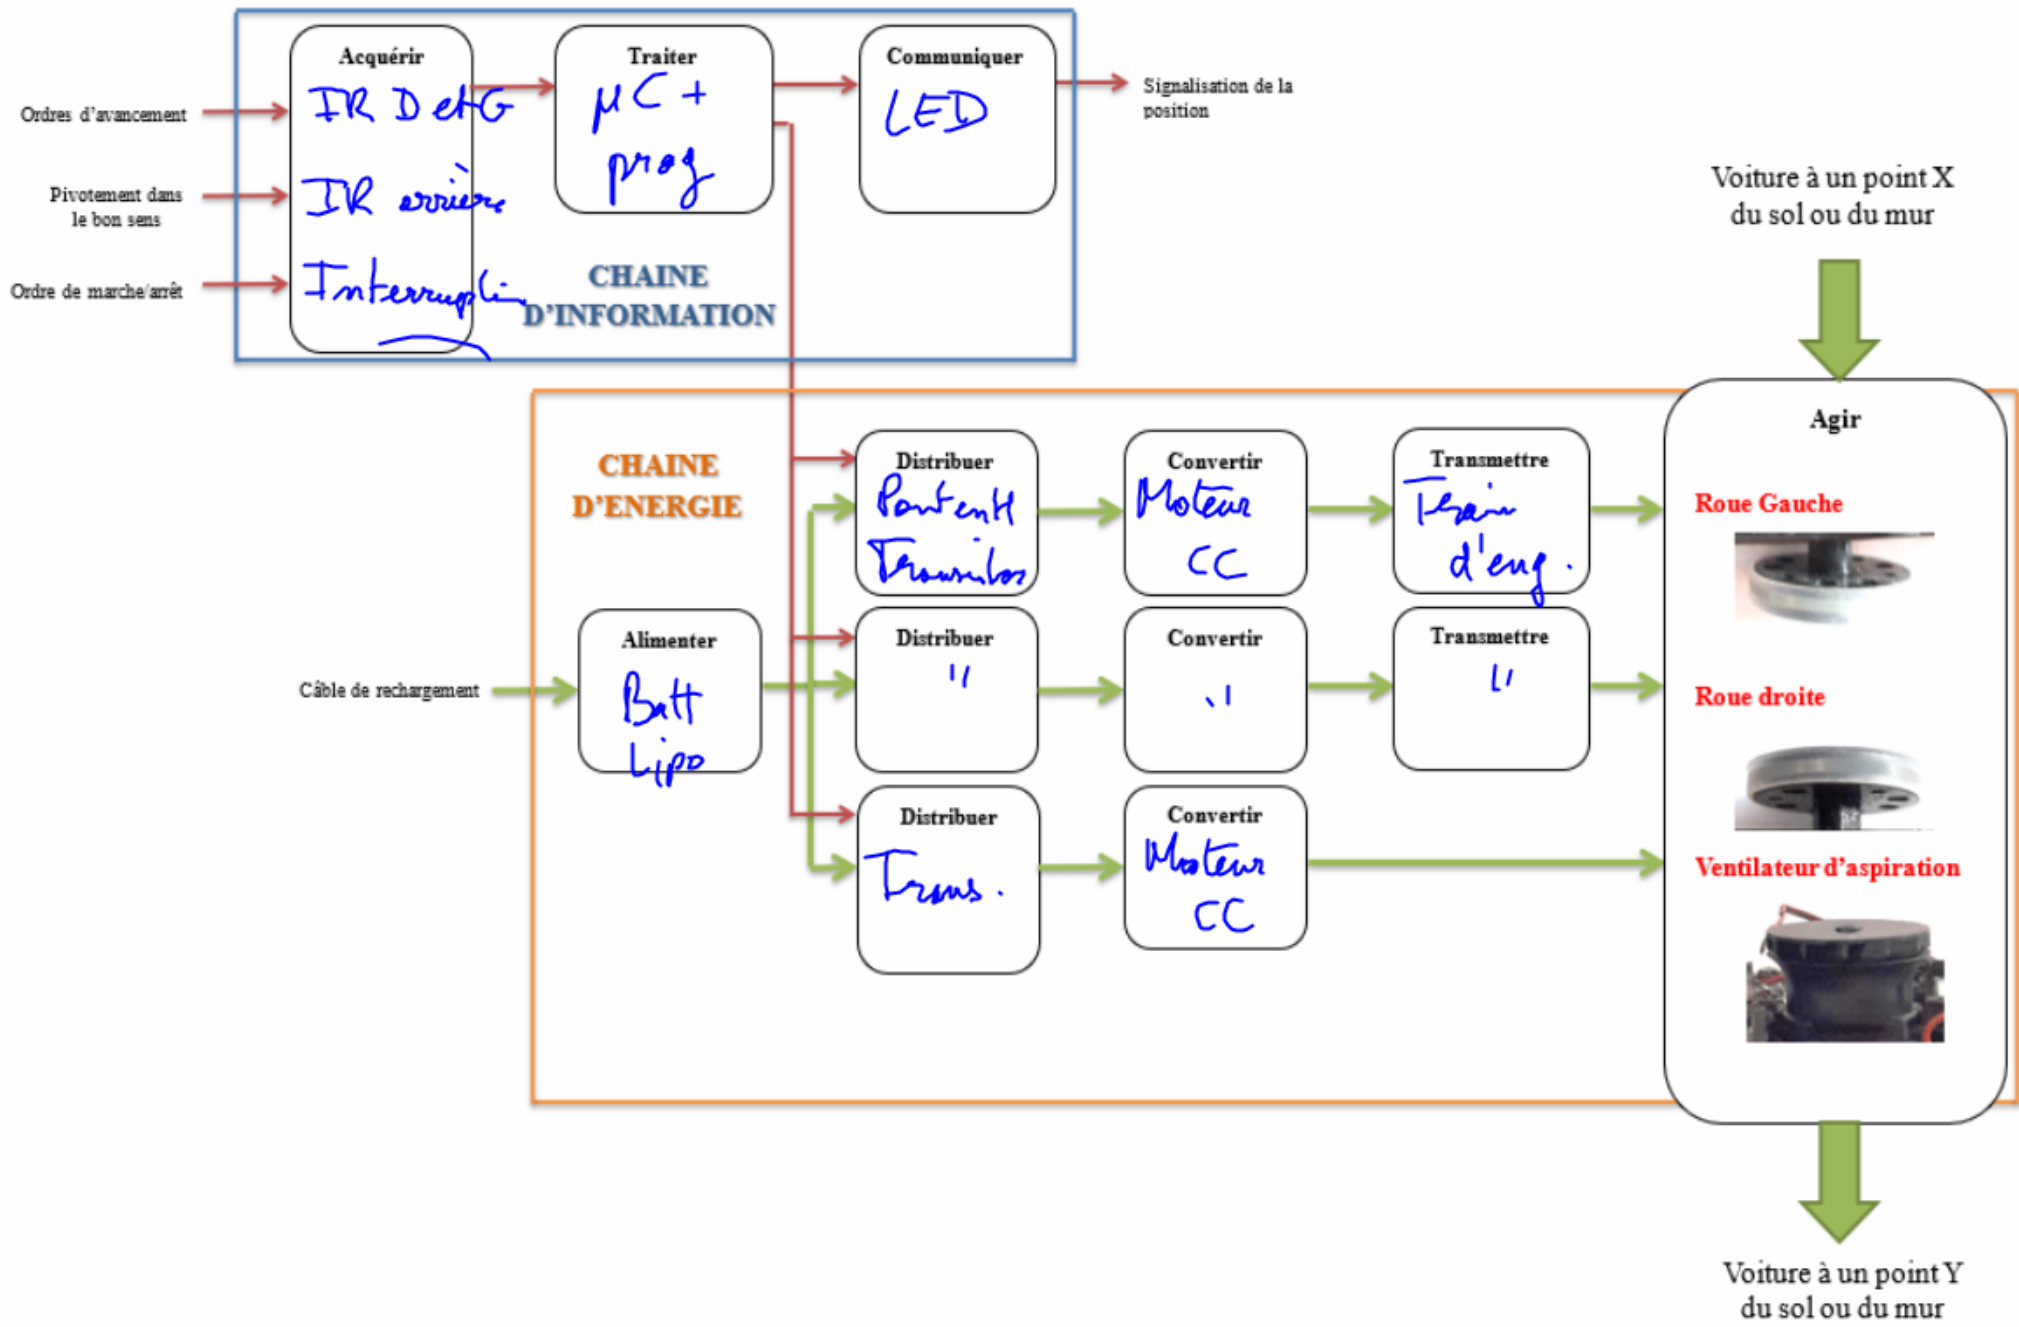 Acquérir
IR D et G
IR arrière
Traiter
µC +
prog
Communiquer
LED
Ordres d'avancement
Pivotement dans
le bon sens
Ordre de marche/arrêt
Signalisation de la
position
CHAINE
D'INFORMATION
Voiture à un point X
du sol ou du mur
CHAINE
D'ENERGIE
Câble de rechargement
Alimenter
Batt
Lipo
Distribuer
Pont en H
Convertir
Moteur
CC
Transmettre
Train
d'eng.
Distribuer
"
Convertir
"
Transmettre
"
Distribuer
Trans.
Convertir
Moteur
CC
Agir
Roue Gauche
Roue droite
Ventilateur d'aspiration
Voiture à un point Y
du sol ou du mur